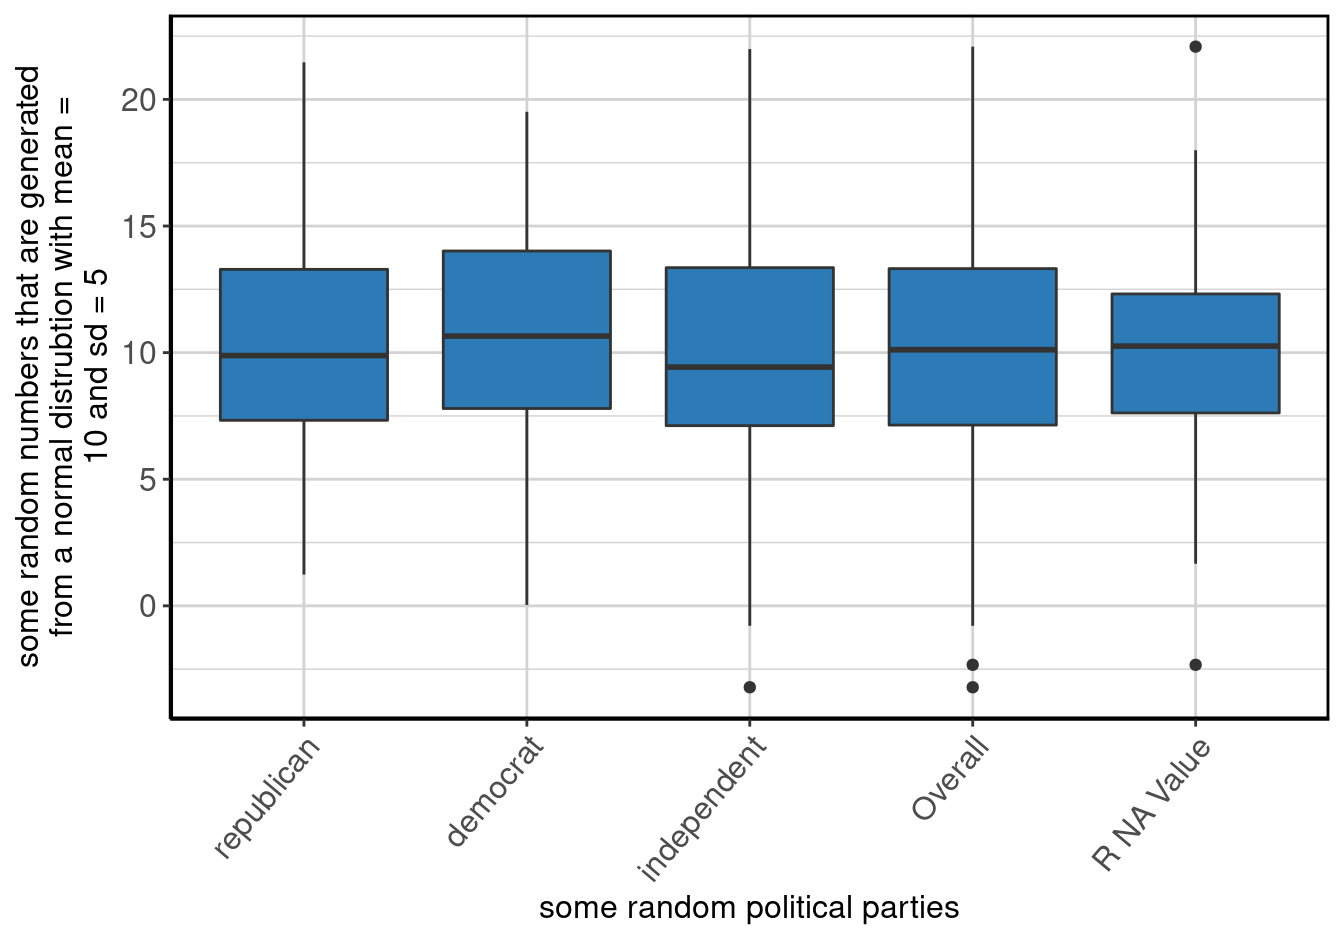 some random numbers that are generated
from a normal distrubtion with mean =
10 and sd = 5
20
15
10
5
0
republican
democrat
independent
Overall
R NA Value
some random political parties